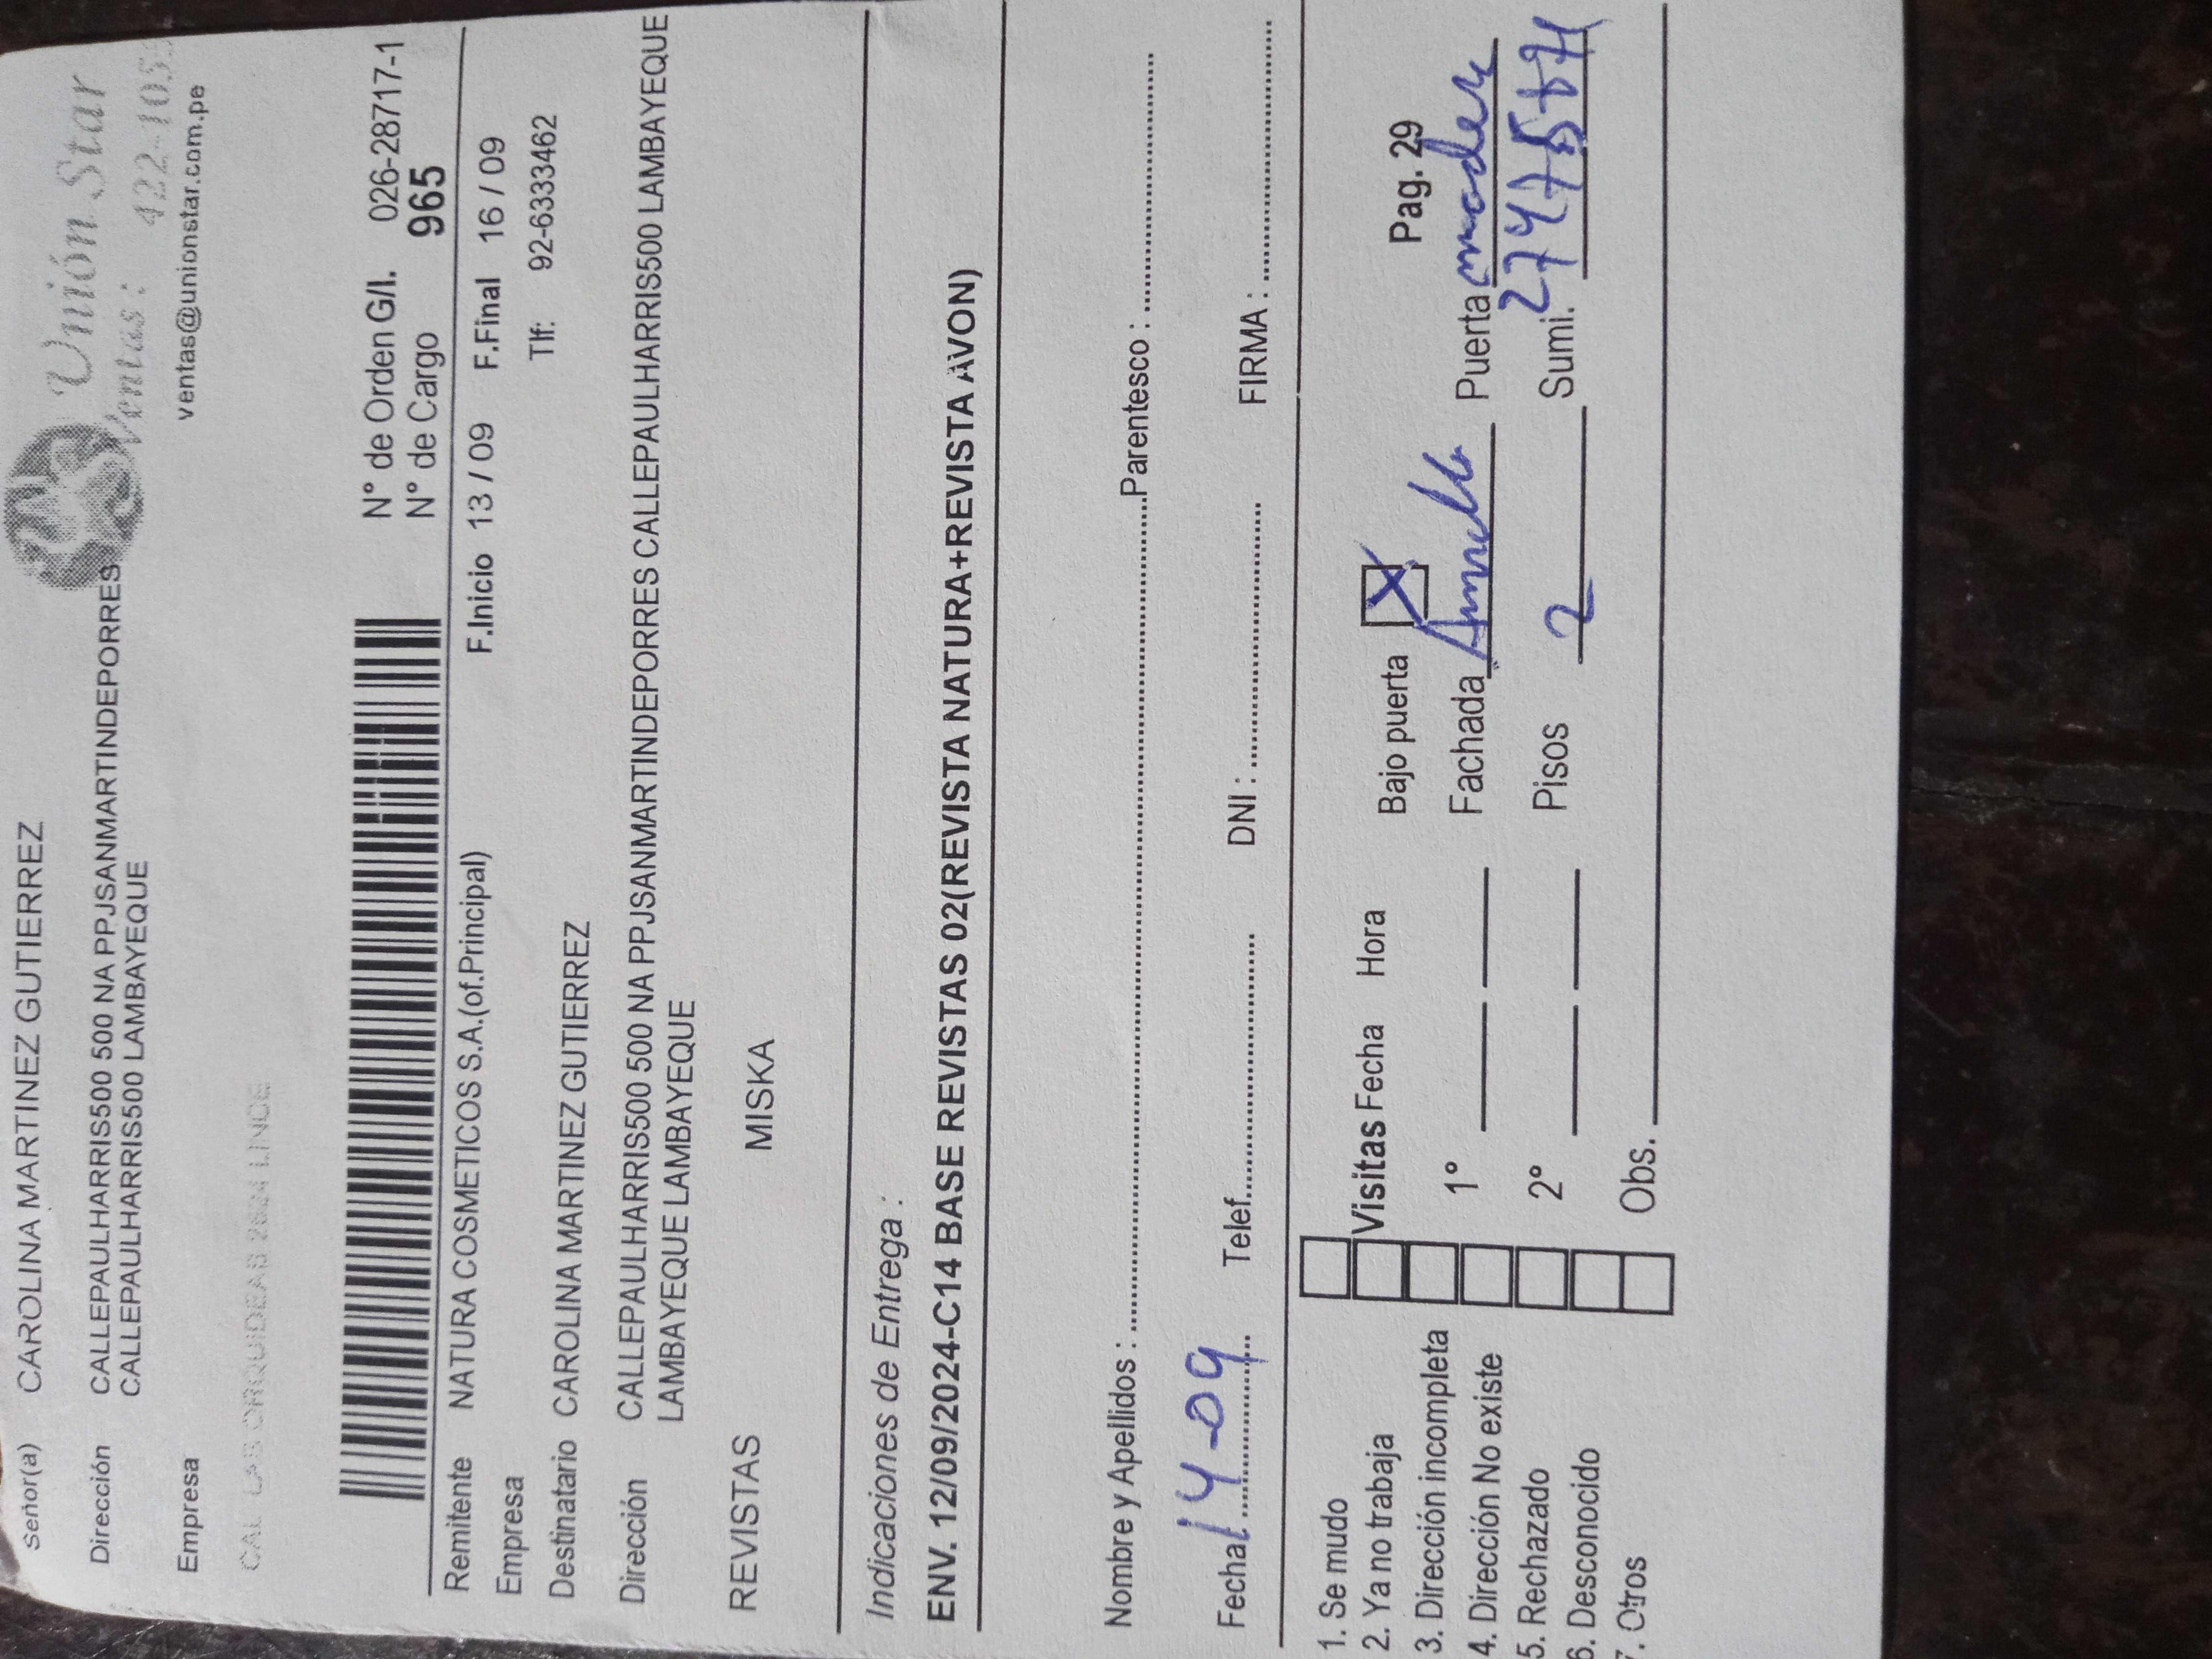 Señor(a) CAROLINA MARTINEZ GUTIERREZ
Unión Star
Ventas: 422-105
ventas@unionstar.com.pe
Dirección CALLEPAULHARRIS500 500 NA PPJSANMARTINDEPORRES
CALLEPAULHARRIS500 LAMBAYEQUE
Empresa
CAL LAS ORQUIDEAS 2624 LINCE
N° de Orden G/I. 026-28717-1
N° de Cargo 965
Remitente NATURA COSMETICOS S.A.(of.Principal) F.Inicio 13 / 09 F.Final 16 / 09
Empresa Tlf: 92-6333462
Destinatario CAROLINA MARTINEZ GUTIERREZ
Dirección CALLEPAULHARRIS500 500 NA PPJSANMARTINDEPORRES CALLEPAULHARRIS500 LAMBAYEQUE
LAMBAYEQUE LAMBAYEQUE
REVISTAS MISKA
Indicaciones de Entrega :
ENV. 12/09/2024-C14 BASE REVISTAS 02(REVISTA NATURA+REVISTA AVON)
Nombre y Apellidos : Parentesco :
Fecha 14-09 Telef. DNI : FIRMA :
1. Se mudo
2. Ya no trabaja
3. Dirección incompleta
4. Dirección No existe
5. Rechazado
6. Desconocido
7. Otros
Visitas Fecha Hora Bajo puerta X Pag. 29
1° Fachada Puerta
2° Pisos 2 Sumi.
Obs.